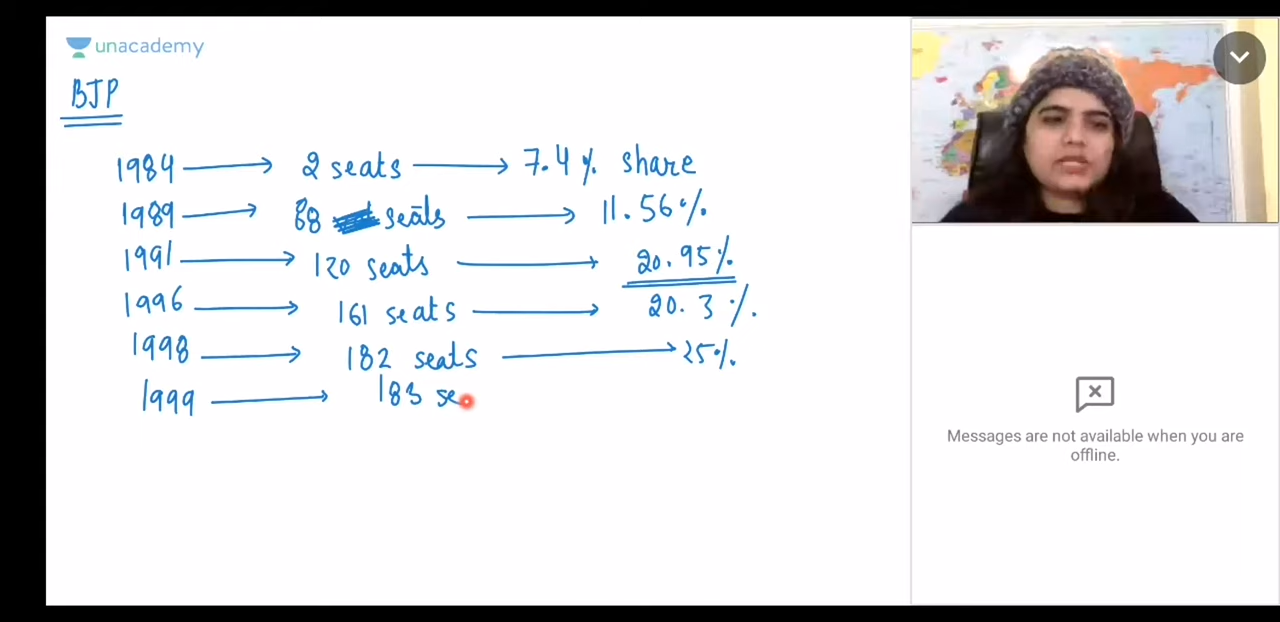 unacademy
BJP
1984 → 2 seats → 7.4% share
1989 → 88 seats → 11.56%
1991 → 120 seats → 20.95%
1996 → 161 seats → 20.3%
1998 → 182 seats → 25%
1999 → 183 se
Messages are not available when you are
offline.